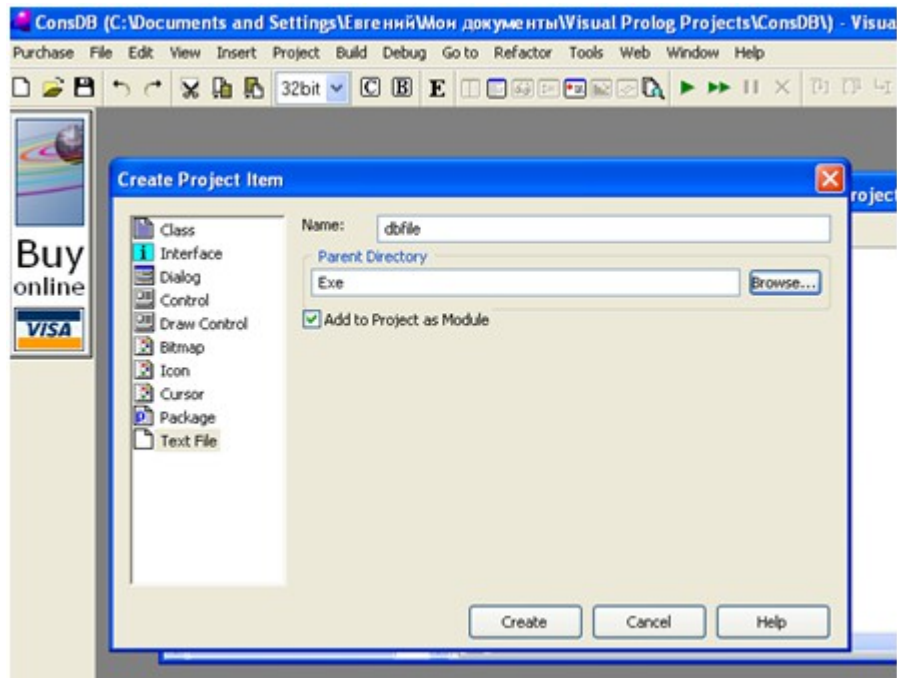 ConsDB (C:\Documents and Settings\Евгений\Мои документы\Visual Prolog Projects\ConsDB\) - Visua
Purchase File Edit View Insert Project Build Debug Go to Refactor Tools Web Window Help
32bit C B E
Create Project Item
roject
Class
Interface
Dialog
Control
Draw Control
Bitmap
Icon
Cursor
Package
Text File
Name: dbfile
Parent Directory
Exe Browse...
Add to Project as Module
Buy
online
VISA
Create Cancel Help